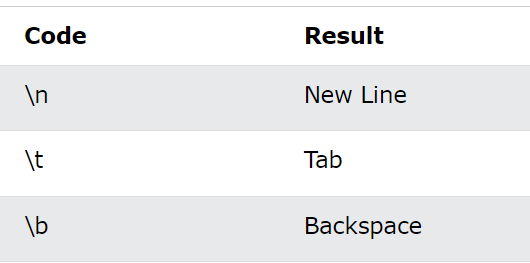 Code Result
\n New Line
\t Tab
\b Backspace